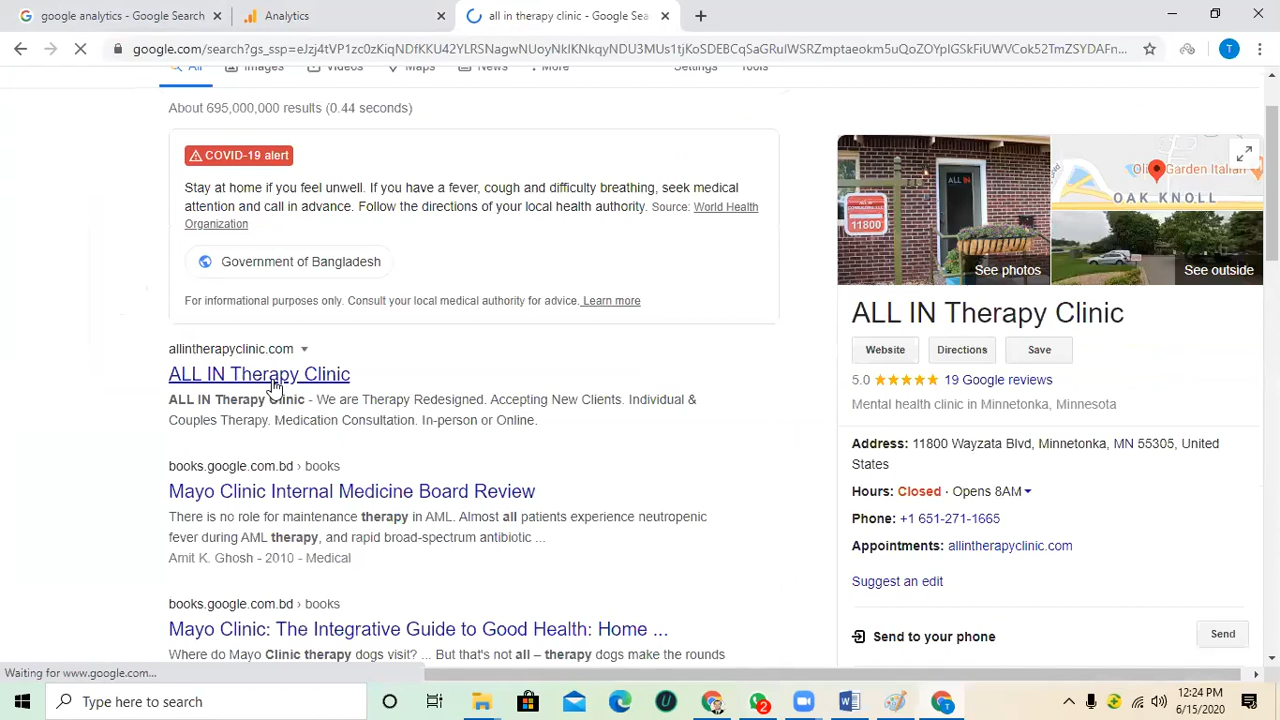 google analytics - Google Search
Analytics
all in therapy clinic - Google Sea
All
Images
Videos
Maps
News
More
Settings
Tools
About 695,000,000 results (0.44 seconds)
COVID-19 alert
Stay at home if you feel unwell. If you have a fever, cough and difficulty breathing, seek medical
attention and call in advance. Follow the directions of your local health authority. Source: World Health
Organization
Government of Bangladesh
For informational purposes only. Consult your local medical authority for advice. Learn more
allintherapyclinic.com
ALL IN Therapy Clinic
ALL IN Therapy Clinic - We are Therapy Redesigned. Accepting New Clients. Individual &
Couples Therapy. Medication Consultation. In-person or Online.
books.google.com.bd › books
Mayo Clinic Internal Medicine Board Review
There is no role for maintenance therapy in AML. Almost all patients experience neutropenic
fever during AML therapy, and rapid broad-spectrum antibiotic ...
Amit K. Ghosh - 2010 - Medical
books.google.com.bd › books
Mayo Clinic: The Integrative Guide to Good Health: Home ...
Where do Mayo Clinic therapy dogs visit? ... But that's not all – therapy dogs make the rounds
ALL IN
11800
See photos
Garden Italian
OAK KNOLL
See outside
ALL IN Therapy Clinic
Website
Directions
Save
5.0
19 Google reviews
Mental health clinic in Minnetonka, Minnesota
Address: 11800 Wayzata Blvd, Minnetonka, MN 55305, United
States
Hours: Closed · Opens 8AM
Phone: +1 651-271-1665
Appointments: allintherapyclinic.com
Suggest an edit
Send to your phone
Send
Waiting for www.google.com...
Type here to search
2
12:24 PM
6/15/2020